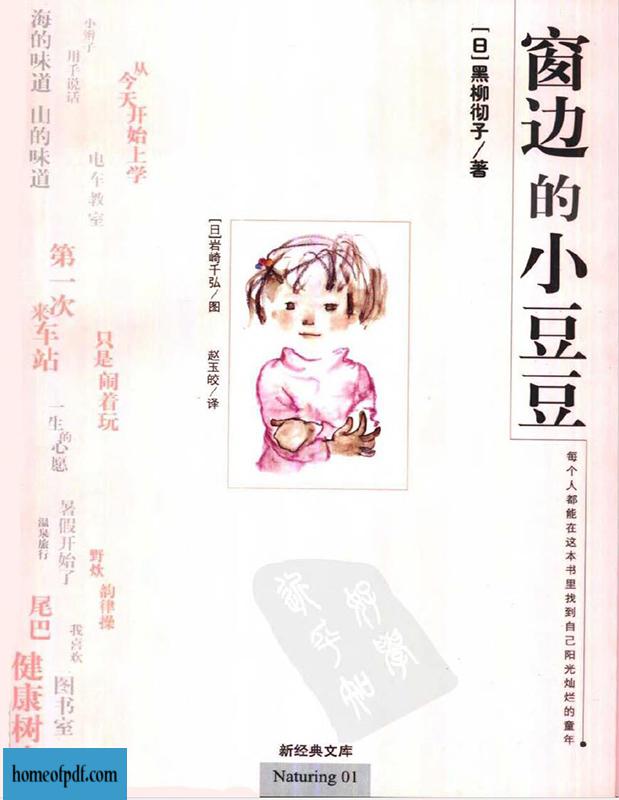 窗边的小豆豆
每个人都能在这本书里找到自己阳光灿烂的童年
[日]黑柳彻子/著
[日]岩崎千弘/图
赵玉皎/译
从今天开始上学
小辫子
用手说话
海的味道 山的味道
电车教室
第一次来车站
只是闹着玩
一生的心愿
暑假开始了
温泉旅行
野炊
韵律操
尾巴
我喜欢
健康树
图书室
好學
近乎知
新经典文库
Naturing 01
homeofpdf.com